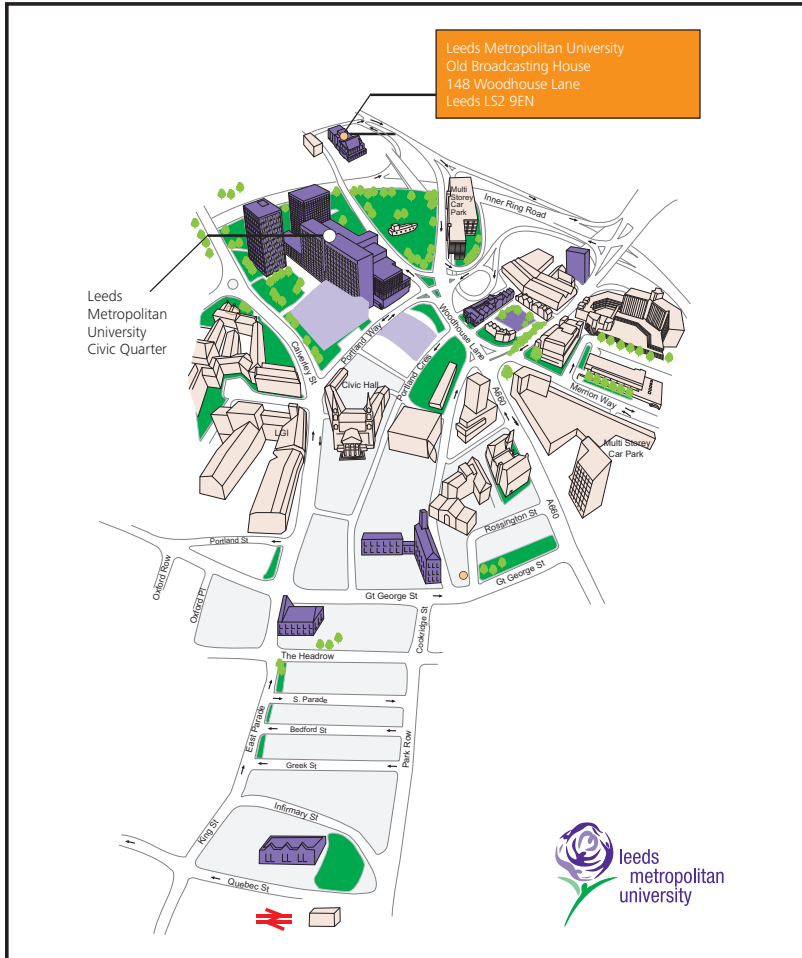 Leeds Metropolitan University
Old Broadcasting House
148 Woodhouse Lane
Leeds LS2 9EN
Multi
Storey
Car
Park
Inner Ring Road
Leeds
Metropolitan
University
Civic Quarter
Woodhouse Lane
Portland Way
Calverley St
Portland Cres
Civic Hall
A660
Merrion Way
LGI
Multi Storey
Car Park
A660
Rossington St
Portland St
Oxford Row
Oxford Pl
Gt George St
Gt George St
Cookridge St
The Headrow
S. Parade
East Parade
Bedford St
Park Row
Greek St
Infirmary St
King St
Quebec St
leeds
metropolitan
university